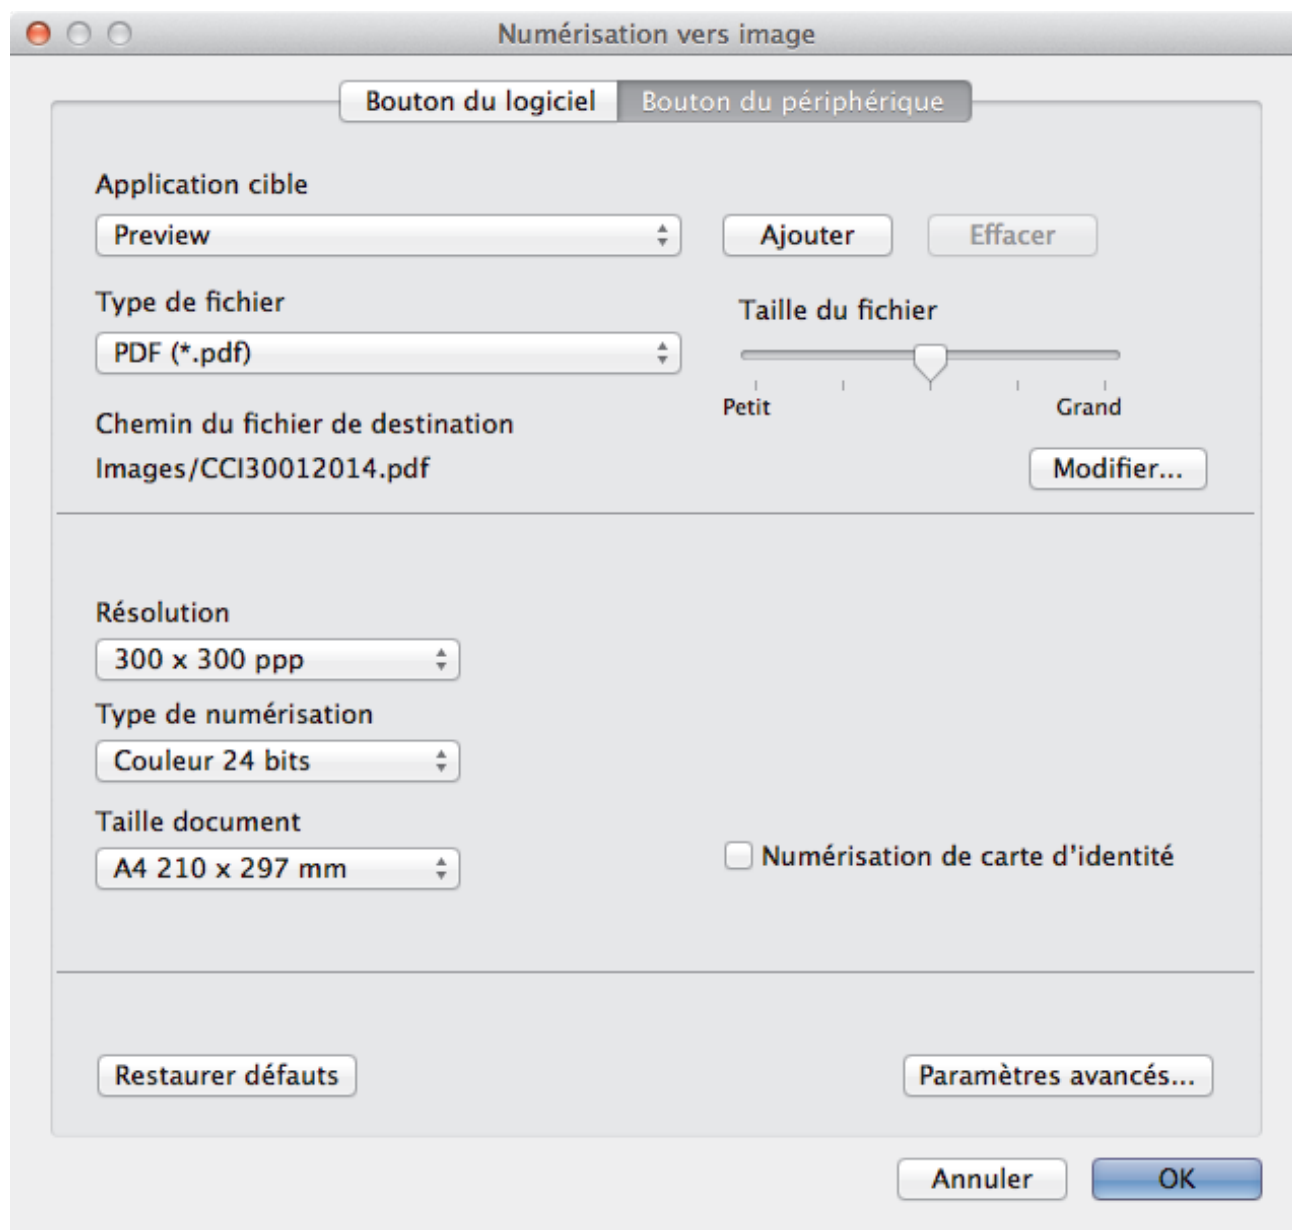 Numérisation vers image
Bouton du logiciel Bouton du périphérique
Application cible
Preview Ajouter Effacer
Type de fichier
Taille du fichier
PDF (*.pdf)
Petit Grand
Chemin du fichier de destination
Images/CCI30012014.pdf Modifier...
Résolution
300 x 300 ppp
Type de numérisation
Couleur 24 bits
Taille document
A4 210 x 297 mm
Numérisation de carte d’identité
Restaurer défauts Paramètres avancés...
Annuler OK